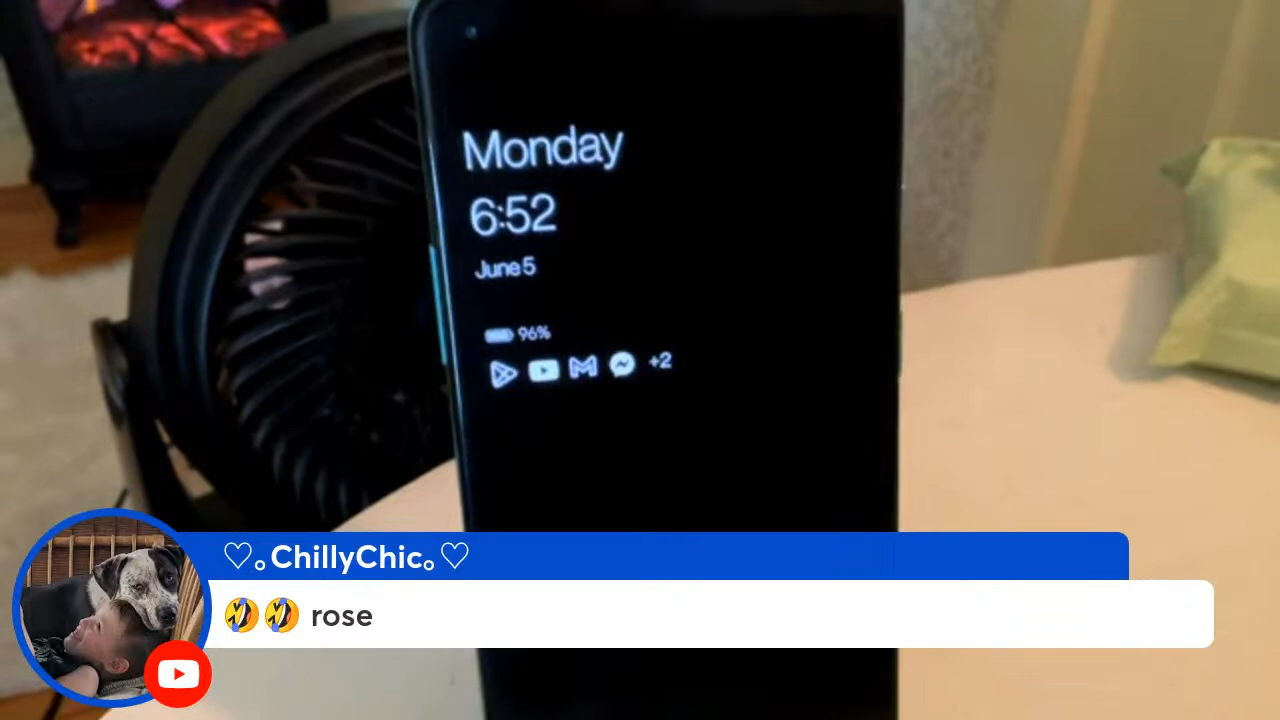 Monday
6:52
June 5
96%
+2
♡｡ChillyChic｡♡
🤣🤣 rose